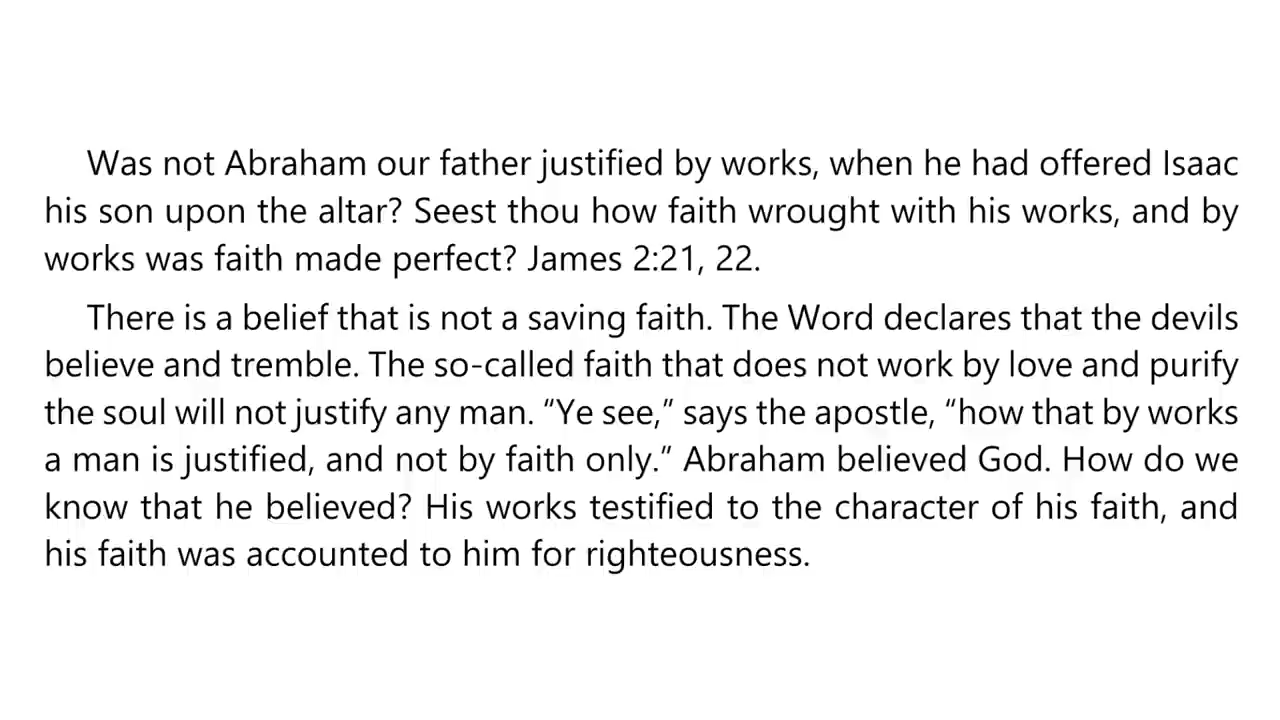 Was not Abraham our father justified by works, when he had offered Isaac
his son upon the altar? Seest thou how faith wrought with his works, and by
works was faith made perfect? James 2:21, 22.
There is a belief that is not a saving faith. The Word declares that the devils
believe and tremble. The so-called faith that does not work by love and purify
the soul will not justify any man. “Ye see,” says the apostle, “how that by works
a man is justified, and not by faith only.” Abraham believed God. How do we
know that he believed? His works testified to the character of his faith, and
his faith was accounted to him for righteousness.